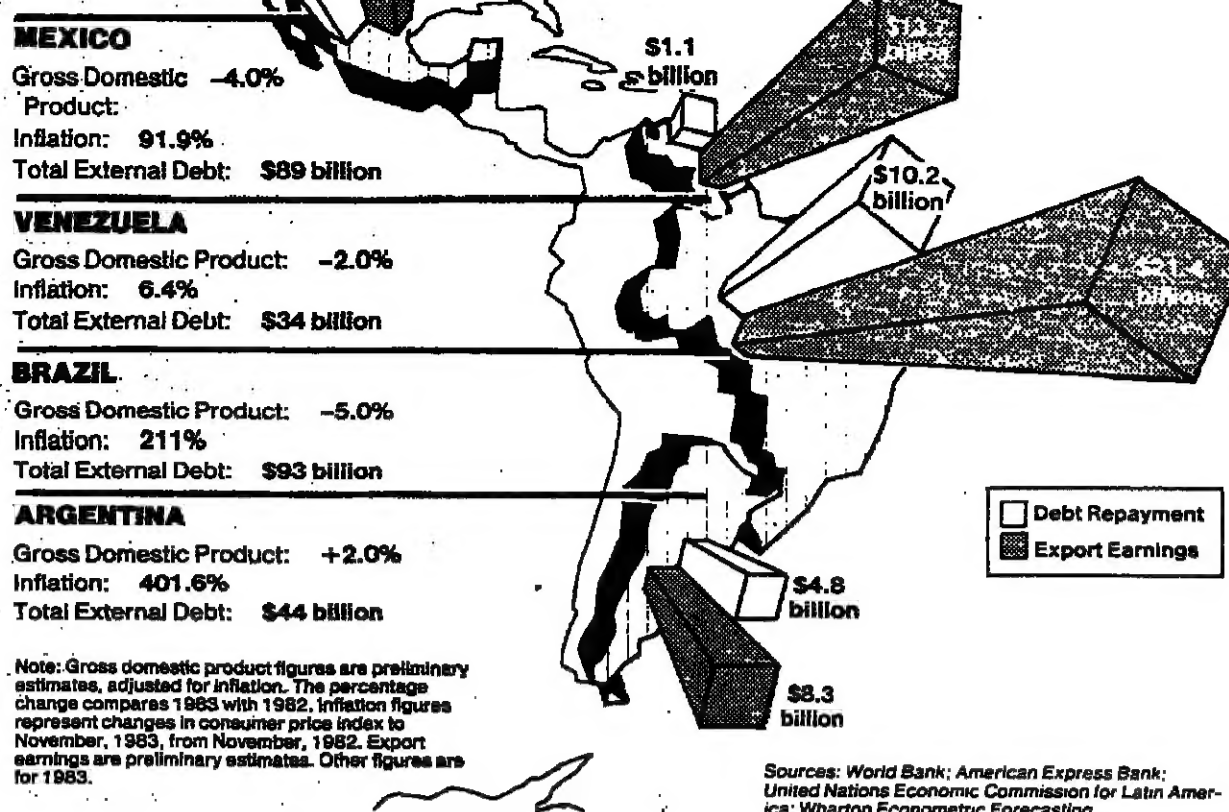 MEXICO
Gross Domestic -4.0%
Product:
Inflation: 91.9%
Total External Debt: $89 billion
VENEZUELA
Gross Domestic Product: -2.0%
Inflation: 6.4%
Total External Debt: $34 billion
BRAZIL
Gross Domestic Product: -5.0%
Inflation: 211%
Total External Debt: $93 billion
ARGENTINA
Gross Domestic Product: +2.0%
Inflation: 401.6%
Total External Debt: $44 billion
Note: Gross domestic product figures are preliminary
estimates, adjusted for inflation. The percentage
change compares 1983 with 1982. Inflation figures
represent changes in consumer price index to
November, 1983, from November, 1982. Export
earnings are preliminary estimates. Other figures are
for 1983.
$1.1
billion
billion
$10.2
billion
billion
Debt Repayment
Export Earnings
$4.8
billion
$8.3
billion
Sources: World Bank; American Express Bank;
United Nations Economic Commission for Latin Amer-
ica; Wharton Econometric Forecasting